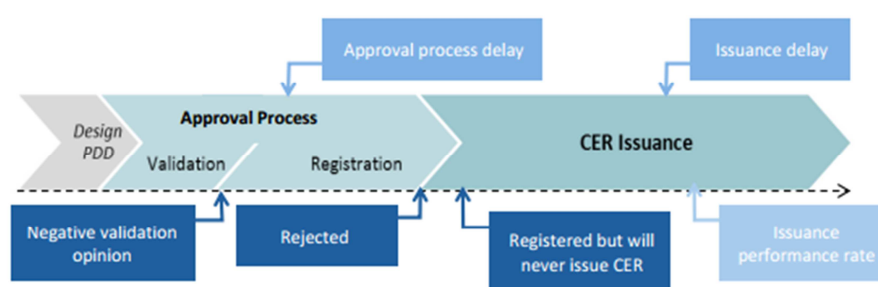 Approval process delay
Issuance delay
Design
PDD
Approval Process
Validation
Registration
CER Issuance
Negative validation
opinion
Rejected
Registered but will
never issue CER
Issuance
performance rate